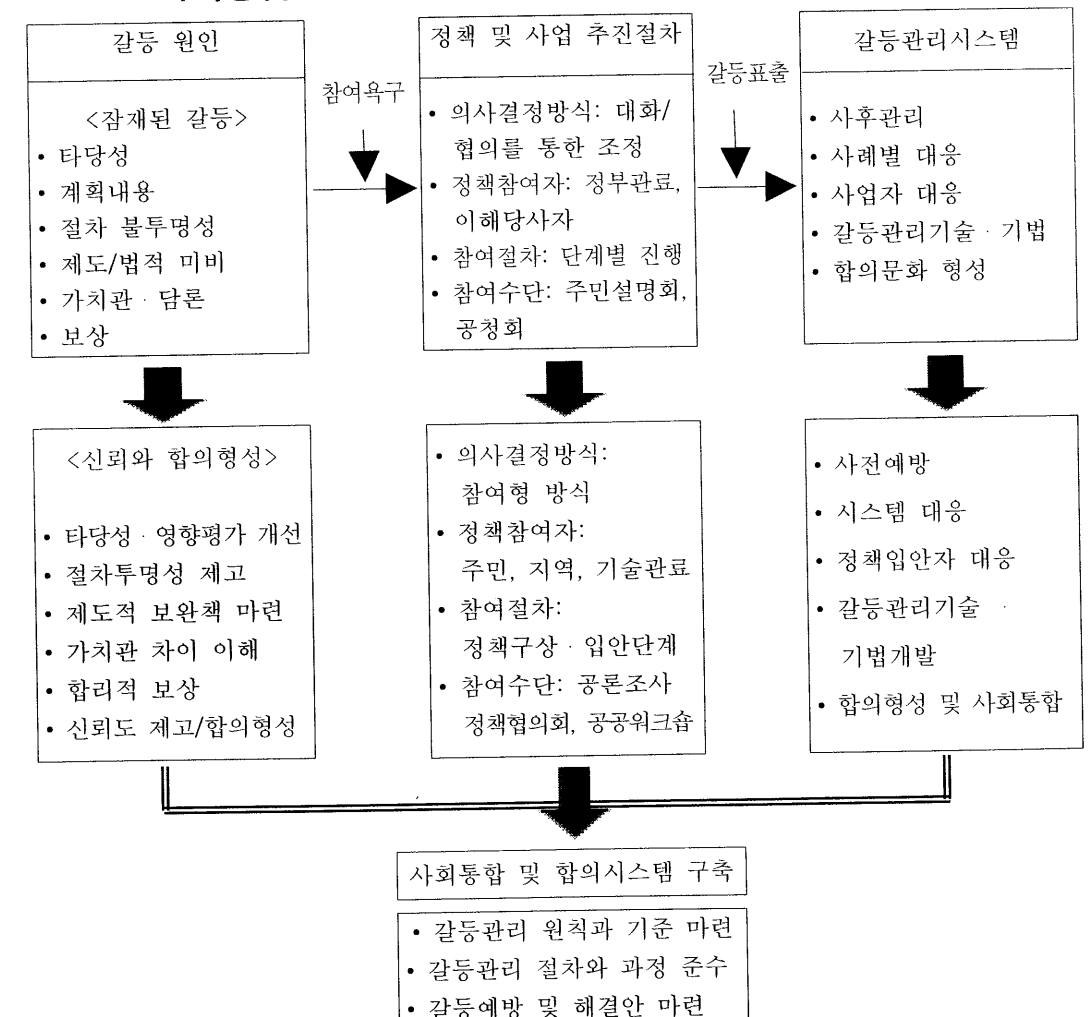 갈등 원인
<잠재된 갈등>
• 타당성
• 계획내용
• 절차 불투명성
• 제도/법적 미비
• 가치관 · 담론
• 보상
참여욕구
정책 및 사업 추진절차
• 의사결정방식: 대화/
협의를 통한 조정
• 정책참여자: 정부관료,
이해당사자
• 참여절차: 단계별 진행
• 참여수단: 주민설명회,
공청회
갈등표출
갈등관리시스템
• 사후관리
• 사례별 대응
• 사업자 대응
• 갈등관리기술 · 기법
• 합의문화 형성
<신뢰와 합의형성>
• 타당성 · 영향평가 개선
• 절차투명성 제고
• 제도적 보완책 마련
• 가치관 차이 이해
• 합리적 보상
• 신뢰도 제고/합의형성
• 의사결정방식:
참여형 방식
• 정책참여자:
주민, 지역, 기술관료
• 참여절차:
정책구상 · 입안단계
• 참여수단: 공론조사
정책협의회, 공공워크숍
• 사전예방
• 시스템 대응
• 정책입안자 대응
• 갈등관리기술 ·
기법개발
• 합의형성 및 사회통합
사회통합 및 합의시스템 구축
• 갈등관리 원칙과 기준 마련
• 갈등관리 절차와 과정 준수
• 갈등예방 및 해결안 마련